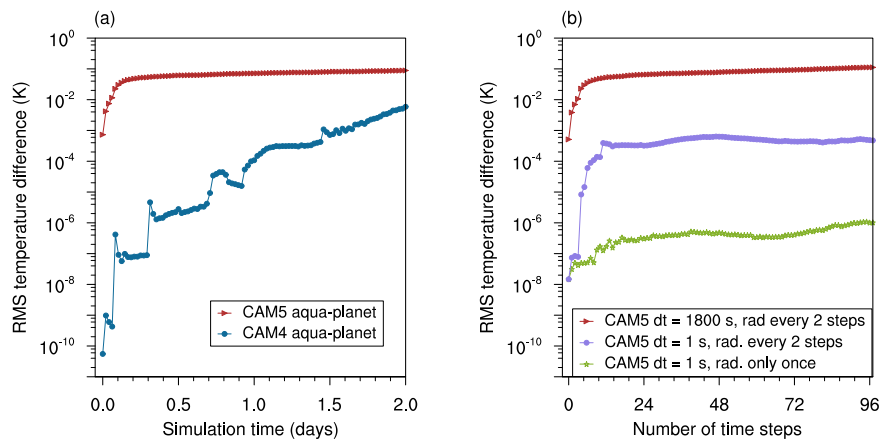 (a)
RMS temperature difference (K)
10^0
10^-2
10^-4
10^-6
10^-8
10^-10
CAM5 aqua-planet
CAM4 aqua-planet
0.0 0.5 1.0 1.5 2.0
Simulation time (days)
(b)
RMS temperature difference (K)
10^0
10^-2
10^-4
10^-6
10^-8
10^-10
CAM5 dt = 1800 s, rad every 2 steps
CAM5 dt = 1 s, rad. every 2 steps
CAM5 dt = 1 s, rad. only once
0 24 48 72 96
Number of time steps